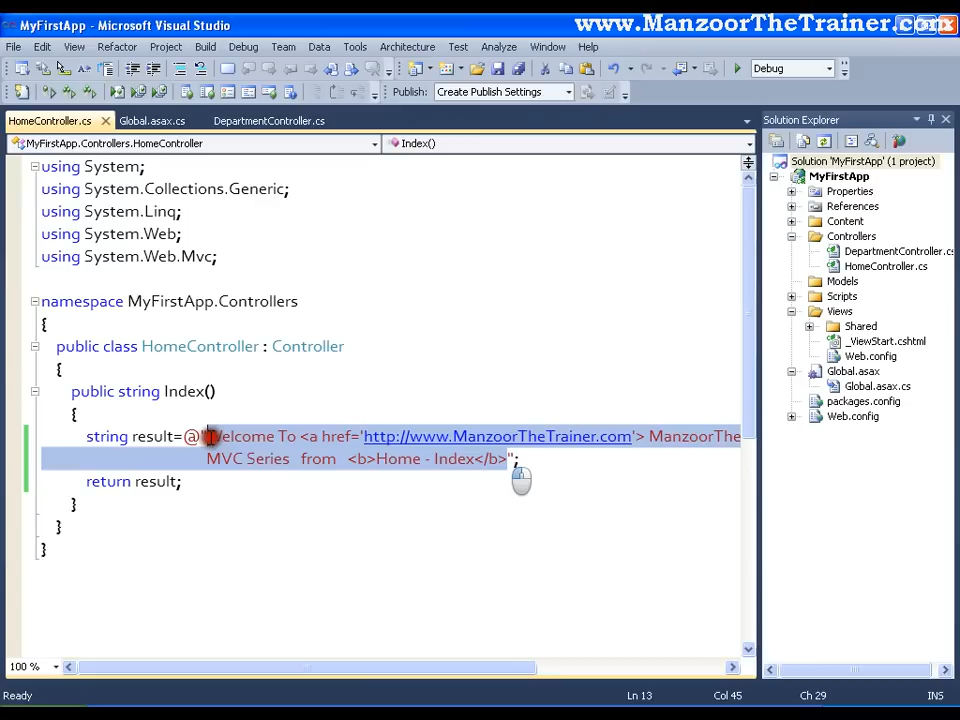 MyFirstApp - Microsoft Visual Studio
www.ManzoorTheTrainer.com
File Edit View Refactor Project Build Debug Team Data Tools Architecture Test Analyze Window Help
Debug
Publish: Create Publish Settings
HomeController.cs Global.asax.cs DepartmentController.cs
MyFirstApp.Controllers.HomeController Index()
using System;
using System.Collections.Generic;
using System.Linq;
using System.Web;
using System.Web.Mvc;
namespace MyFirstApp.Controllers
{
public class HomeController : Controller
{
public string Index()
{
string result=@"Welcome To <a href='http://www.ManzoorTheTrainer.com'> ManzoorThe
MVC Series from <b>Home - Index</b>";
return result;
}
}
}
100 %
Solution Explorer
Solution 'MyFirstApp' (1 project)
MyFirstApp
Properties
References
Content
Controllers
DepartmentController.cs
HomeController.cs
Models
Scripts
Views
Shared
_ViewStart.cshtml
Web.config
Global.asax
Global.asax.cs
packages.config
Web.config
Ready Ln 13 Col 45 Ch 29 INS